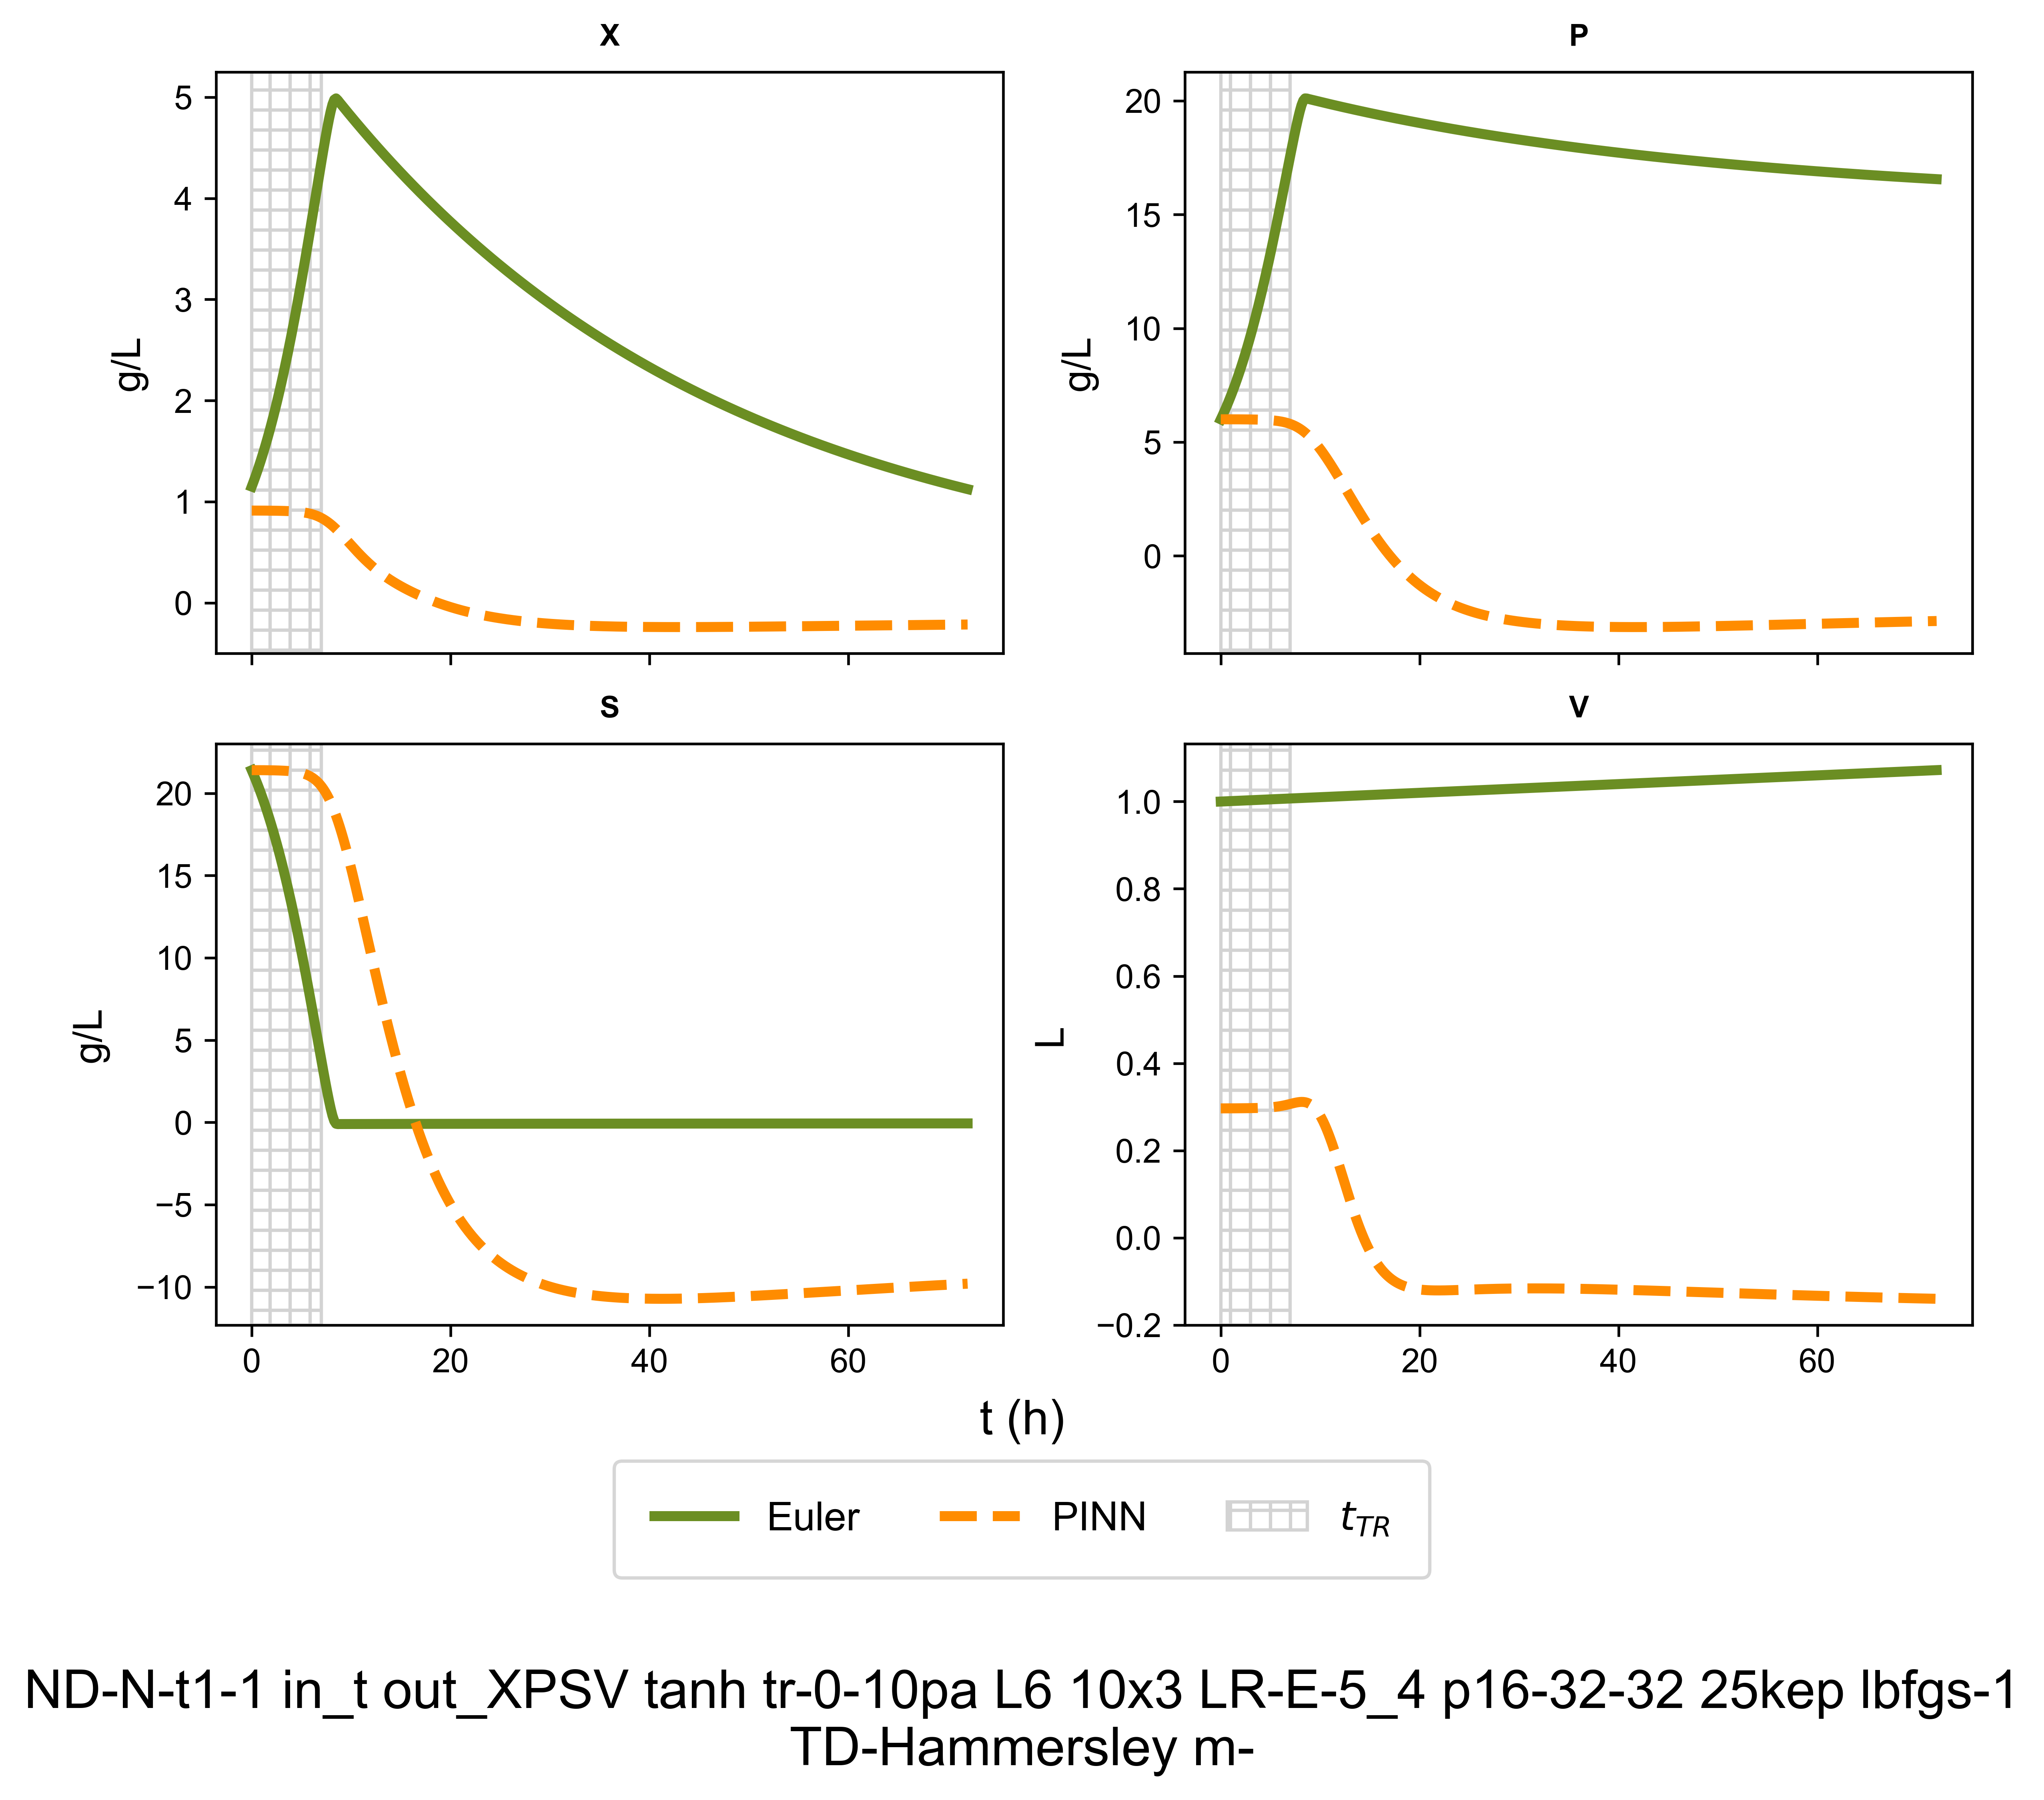 X
P
5
4
3
2
1
0
g/L
20
15
10
5
0
g/L
S
V
20
15
10
5
0
−5
−10
g/L
0
20
40
60
1.0
0.8
0.6
0.4
0.2
0.0
−0.2
L
0
20
40
60
t (h)
Euler
PINN
t_TR
ND-N-t1-1 in_t out_XPSV tanh tr-0-10pa L6 10x3 LR-E-5_4 p16-32-32 25kep lbfgs-1
TD-Hammersley m-